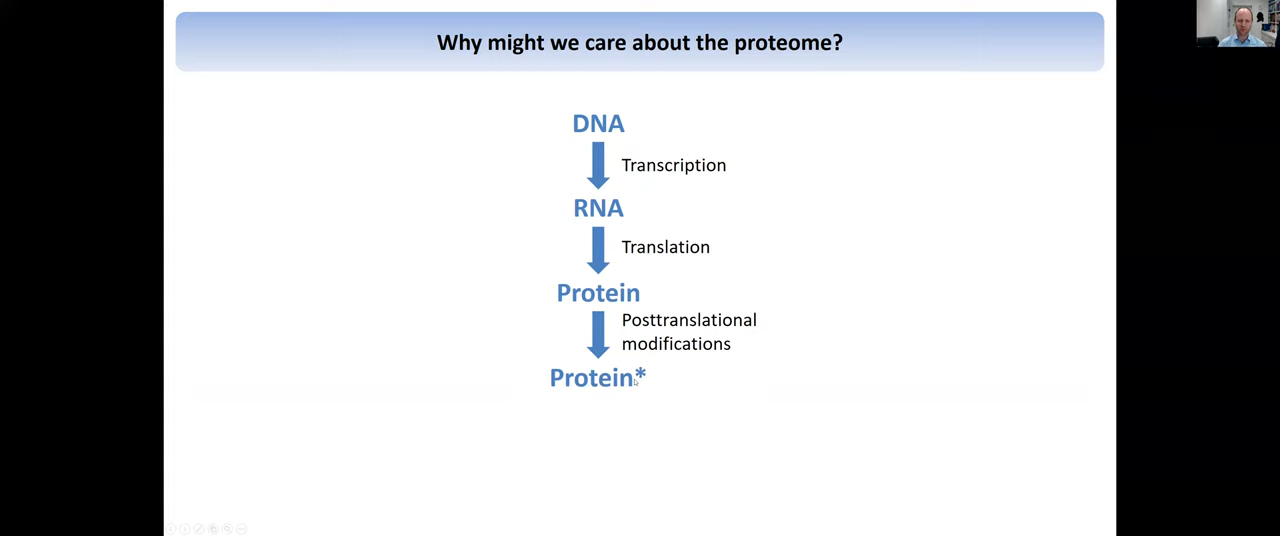 Why might we care about the proteome?
DNA
Transcription
RNA
Translation
Protein
Posttranslational
modifications
Protein*